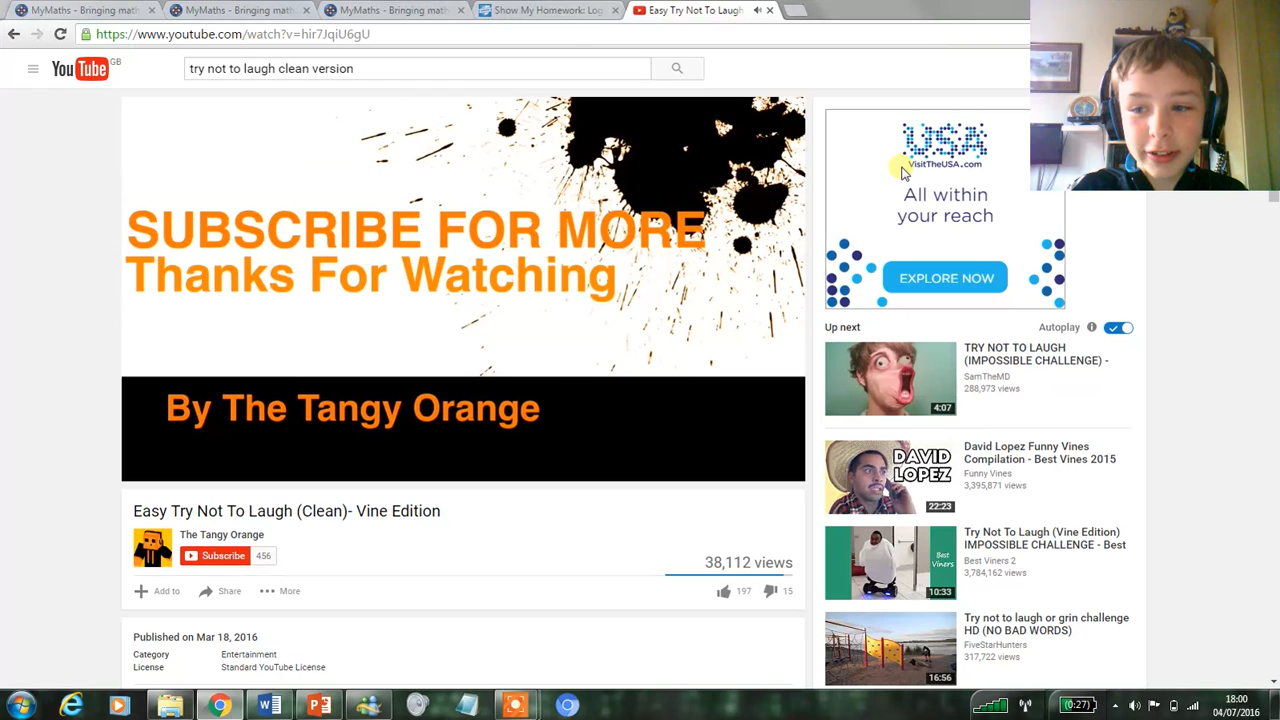 MyMaths - Bringing math
MyMaths - Bringing math
MyMaths - Bringing math
Show My Homework: Log
Easy Try Not To Laugh
https://www.youtube.com/watch?v=hir7JqiU6gU
YouTube GB
try not to laugh clean version
SUBSCRIBE FOR MORE
Thanks For Watching
By The Tangy Orange
USA
VisitTheUSA.com
All within
your reach
EXPLORE NOW
Up next
Autoplay
TRY NOT TO LAUGH
(IMPOSSIBLE CHALLENGE) -
SamTheMD
288,973 views
4:07
David Lopez Funny Vines
Compilation - Best Vines 2015
Funny Vines
3,395,871 views
DAVID
LOPEZ
22:23
Try Not To Laugh (Vine Edition)
IMPOSSIBLE CHALLENGE - Best
Best Viners 2
3,784,162 views
Best
Viners
10:33
Try not to laugh or grin challenge
HD (NO BAD WORDS)
FiveStarHunters
317,722 views
16:56
Easy Try Not To Laugh (Clean)- Vine Edition
The Tangy Orange
Subscribe 456
38,112 views
Add to Share More
197 15
Published on Mar 18, 2016
Category Entertainment
License Standard YouTube License
(0:27)
18:00
04/07/2016